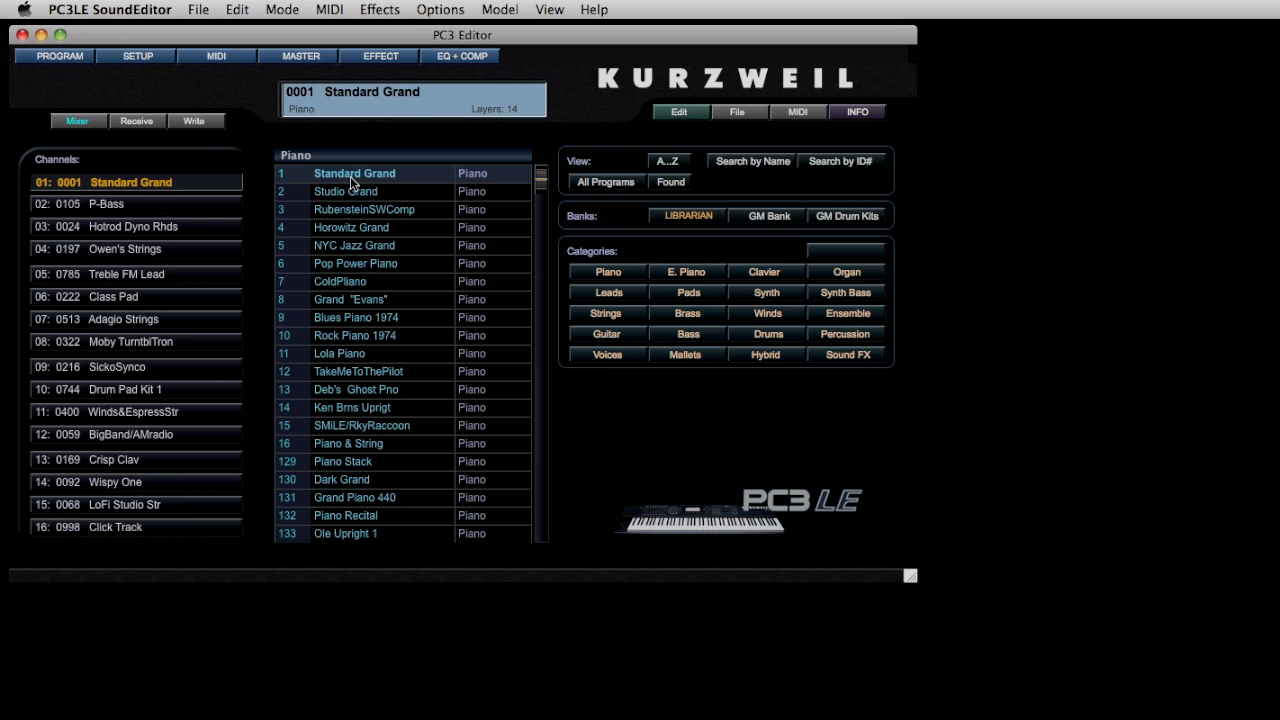 PC3LE SoundEditor File Edit Mode MIDI Effects Options Model View Help
PC3 Editor
PROGRAM SETUP MIDI MASTER EFFECT EQ + COMP
KURZWEIL
0001 Standard Grand
Piano Layers: 14
Edit File MIDI INFO
Mixer Receive Write
Channels:
01: 0001 Standard Grand
02: 0105 P-Bass
03: 0024 Hotrod Dyno Rhds
04: 0197 Owen's Strings
05: 0785 Treble FM Lead
06: 0222 Class Pad
07: 0513 Adagio Strings
08: 0322 Moby TurntblTron
09: 0216 SickoSynco
10: 0744 Drum Pad Kit 1
11: 0400 Winds&EspressStr
12: 0059 BigBand/AMradio
13: 0169 Crisp Clav
14: 0092 Wispy One
15: 0068 LoFi Studio Str
16: 0998 Click Track
Piano
1 Standard Grand Piano
2 Studio Grand Piano
3 RubensteinSWComp Piano
4 Horowitz Grand Piano
5 NYC Jazz Grand Piano
6 Pop Power Piano Piano
7 ColdPliano Piano
8 Grand "Evans" Piano
9 Blues Piano 1974 Piano
10 Rock Piano 1974 Piano
11 Lola Piano Piano
12 TakeMeToThePilot Piano
13 Deb's Ghost Pno Piano
14 Ken Brns Uprigt Piano
15 SMiLE/RkyRaccoon Piano
16 Piano & String Piano
129 Piano Stack Piano
130 Dark Grand Piano
131 Grand Piano 440 Piano
132 Piano Recital Piano
133 Ole Upright 1 Piano
View: A...Z Search by Name Search by ID#
All Programs Found
Banks: LIBRARIAN GM Bank GM Drum Kits
Categories:
Piano E. Piano Clavier Organ
Leads Pads Synth Synth Bass
Strings Brass Winds Ensemble
Guitar Bass Drums Percussion
Voices Mallets Hybrid Sound FX
PC3 LE